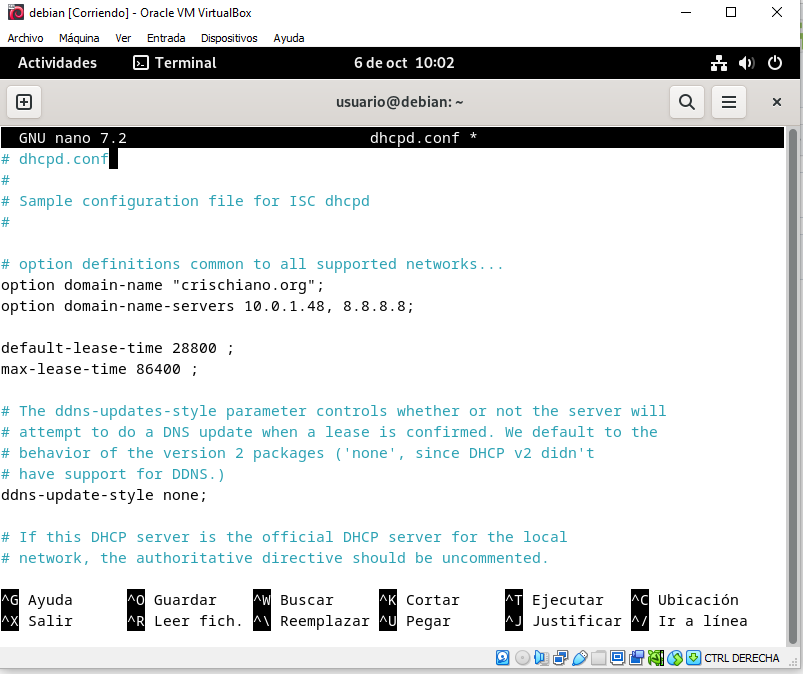 debian [Corriendo] - Oracle VM VirtualBox
Archivo Máquina Ver Entrada Dispositivos Ayuda
Actividades Terminal 6 de oct 10:02
usuario@debian: ~
GNU nano 7.2 dhcpd.conf *
# dhcpd.conf
#
# Sample configuration file for ISC dhcpd
#
# option definitions common to all supported networks...
option domain-name "crischiano.org";
option domain-name-servers 10.0.1.48, 8.8.8.8;
default-lease-time 28800 ;
max-lease-time 86400 ;
# The ddns-updates-style parameter controls whether or not the server will
# attempt to do a DNS update when a lease is confirmed. We default to the
# behavior of the version 2 packages ('none', since DHCP v2 didn't
# have support for DDNS.)
ddns-update-style none;
# If this DHCP server is the official DHCP server for the local
# network, the authoritative directive should be uncommented.
^G Ayuda ^O Guardar ^W Buscar ^K Cortar ^T Ejecutar ^C Ubicación
^X Salir ^R Leer fich. ^\ Reemplazar ^U Pegar ^J Justificar ^/ Ir a línea
CTRL DERECHA